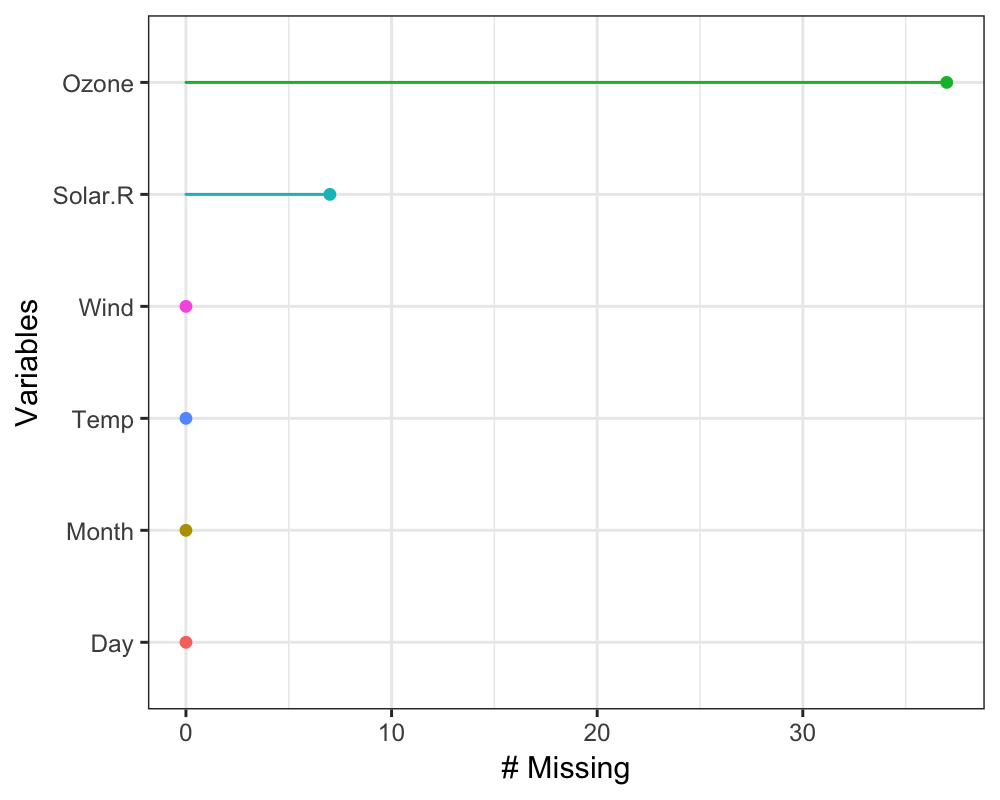 Ozone
Solar.R
Wind
Temp
Month
Day
Variables
0 10 20 30
# Missing